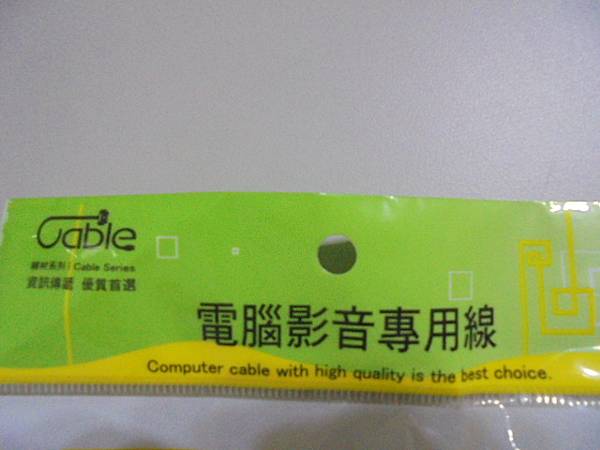 Cable
線材系列 Cable Series
資訊傳遞 優質首選
電腦影音專用線
Computer cable with high quality is the best choice.